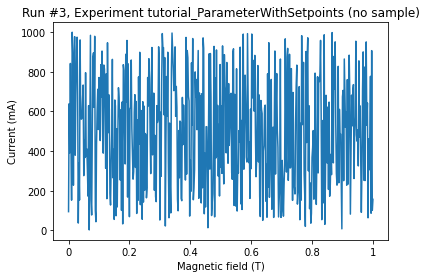 Run #3, Experiment tutorial_ParameterWithSetpoints (no sample)
1000
800
600
400
200
0
Current (mA)
0 0.2 0.4 0.6 0.8 1
Magnetic field (T)